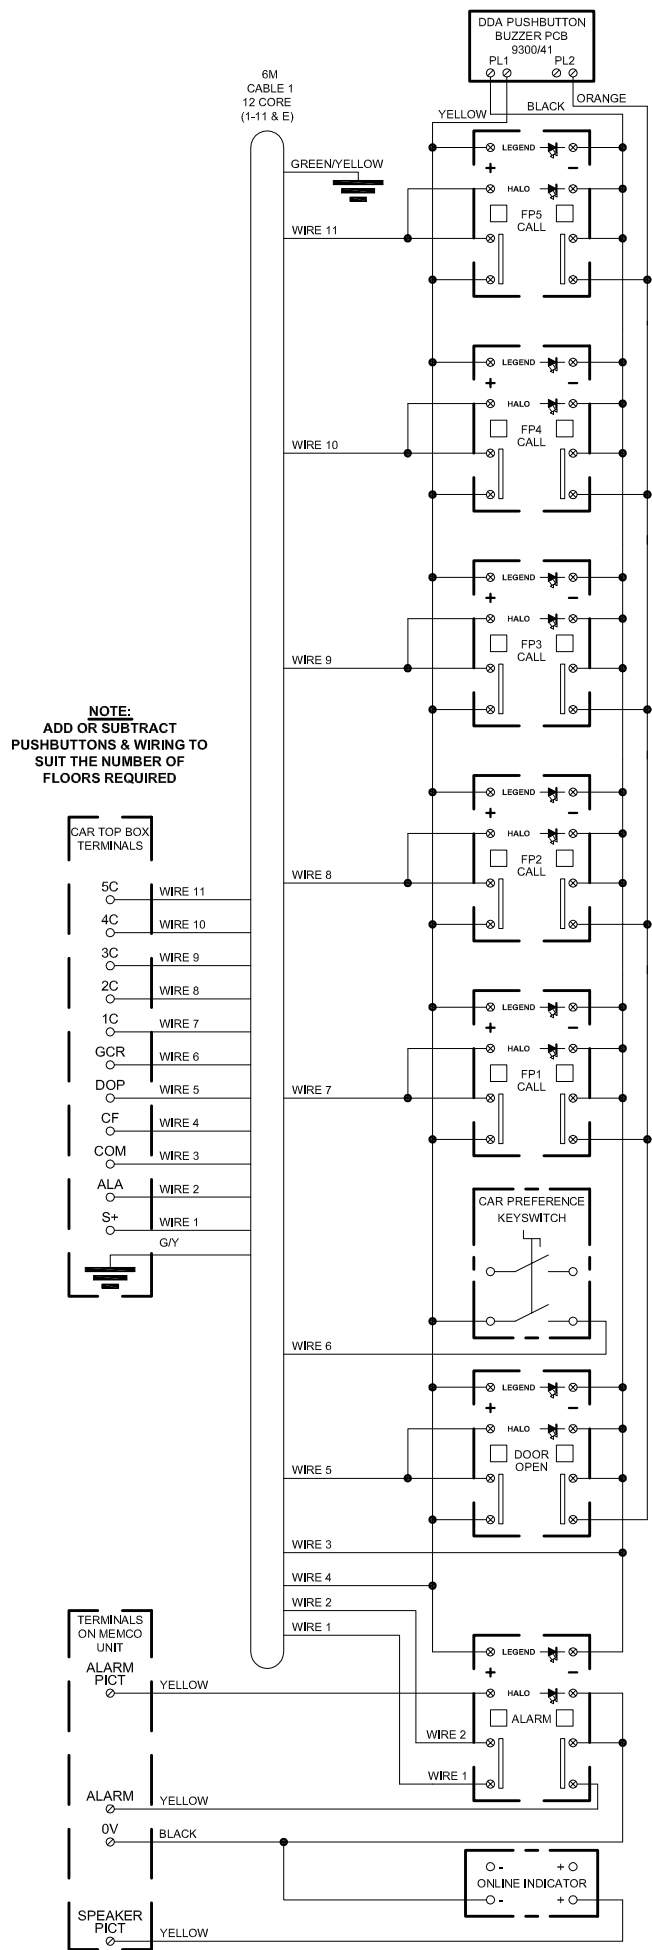 DDA PUSHBUTTON
BUZZER PCB
9300/41
PL1 PL2
YELLOW
BLACK
ORANGE
6M
CABLE 1
12 CORE
(1-11 & E)
GREEN/YELLOW
LEGEND
+ −
HALO
FP5
CALL
WIRE 11
LEGEND
+ −
HALO
FP4
CALL
WIRE 10
LEGEND
+ −
HALO
FP3
CALL
WIRE 9
NOTE:
ADD OR SUBTRACT
PUSHBUTTONS & WIRING TO
SUIT THE NUMBER OF
FLOORS REQUIRED
LEGEND
+ −
HALO
FP2
CALL
WIRE 8
CAR TOP BOX
TERMINALS
5C WIRE 11
4C WIRE 10
3C WIRE 9
2C WIRE 8
1C WIRE 7
GCR WIRE 6
DOP WIRE 5
CF WIRE 4
COM WIRE 3
ALA WIRE 2
S+ WIRE 1
G/Y
LEGEND
+ −
HALO
FP1
CALL
WIRE 7
CAR PREFERENCE
KEYSWITCH
WIRE 6
LEGEND
+ −
HALO
DOOR
OPEN
WIRE 5
WIRE 3
WIRE 4
WIRE 2
WIRE 1
LEGEND
+ −
HALO
ALARM
WIRE 2
WIRE 1
TERMINALS
ON MEMCO
UNIT
ALARM
PICT
YELLOW
ALARM
YELLOW
0V
BLACK
SPEAKER
PICT
YELLOW
- +
ONLINE INDICATOR
- +